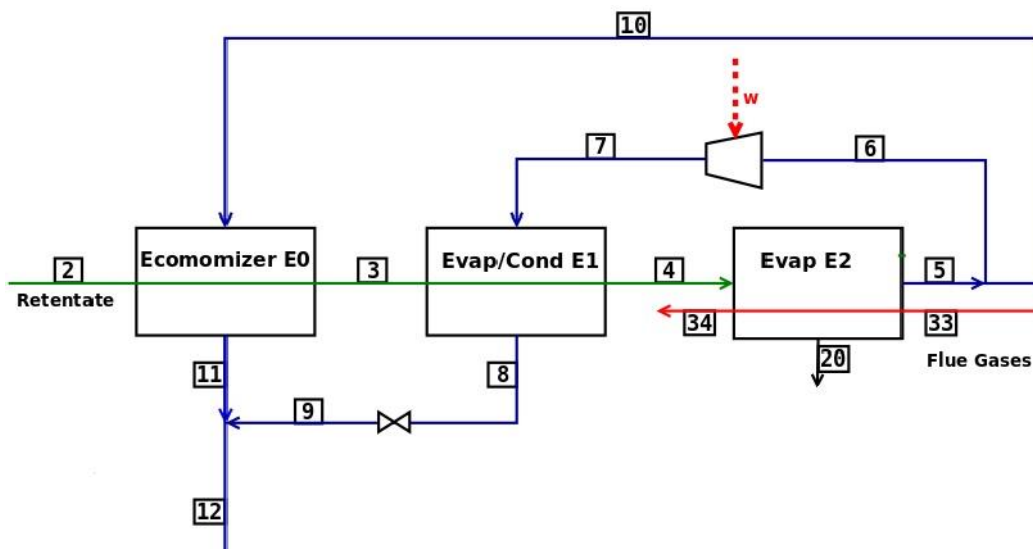 10
w
7
6
Ecomomizer E0
Evap/Cond E1
Evap E2
2
3
4
5
Retentate
34
33
20
Flue Gases
11
8
9
12